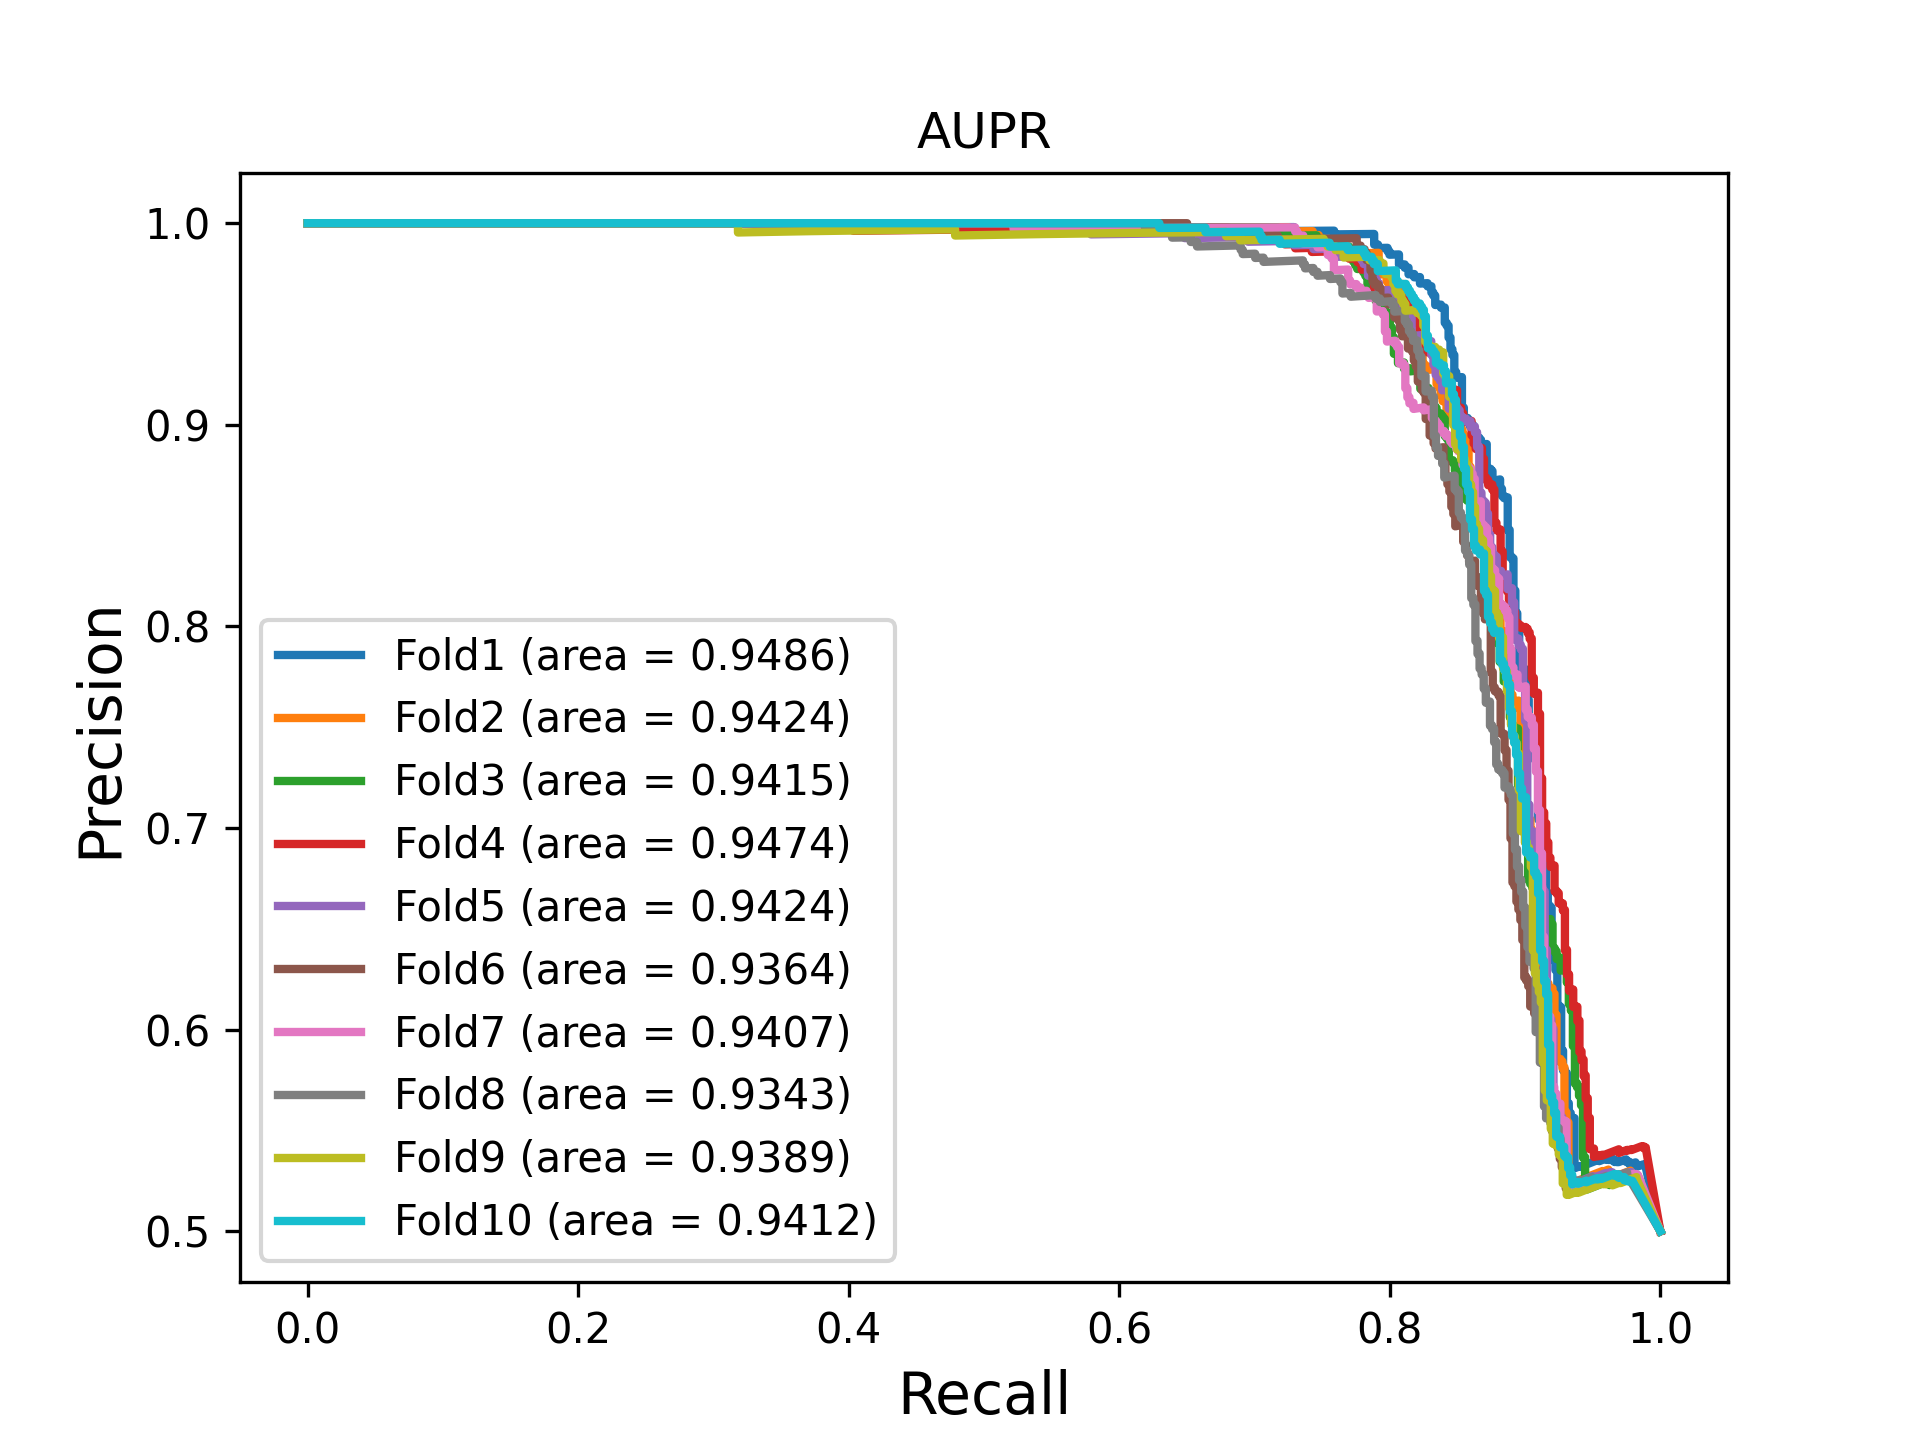 AUPR
1.0
0.9
0.8
0.7
0.6
0.5
Precision
Fold1 (area = 0.9486)
Fold2 (area = 0.9424)
Fold3 (area = 0.9415)
Fold4 (area = 0.9474)
Fold5 (area = 0.9424)
Fold6 (area = 0.9364)
Fold7 (area = 0.9407)
Fold8 (area = 0.9343)
Fold9 (area = 0.9389)
Fold10 (area = 0.9412)
0.0 0.2 0.4 0.6 0.8 1.0
Recall